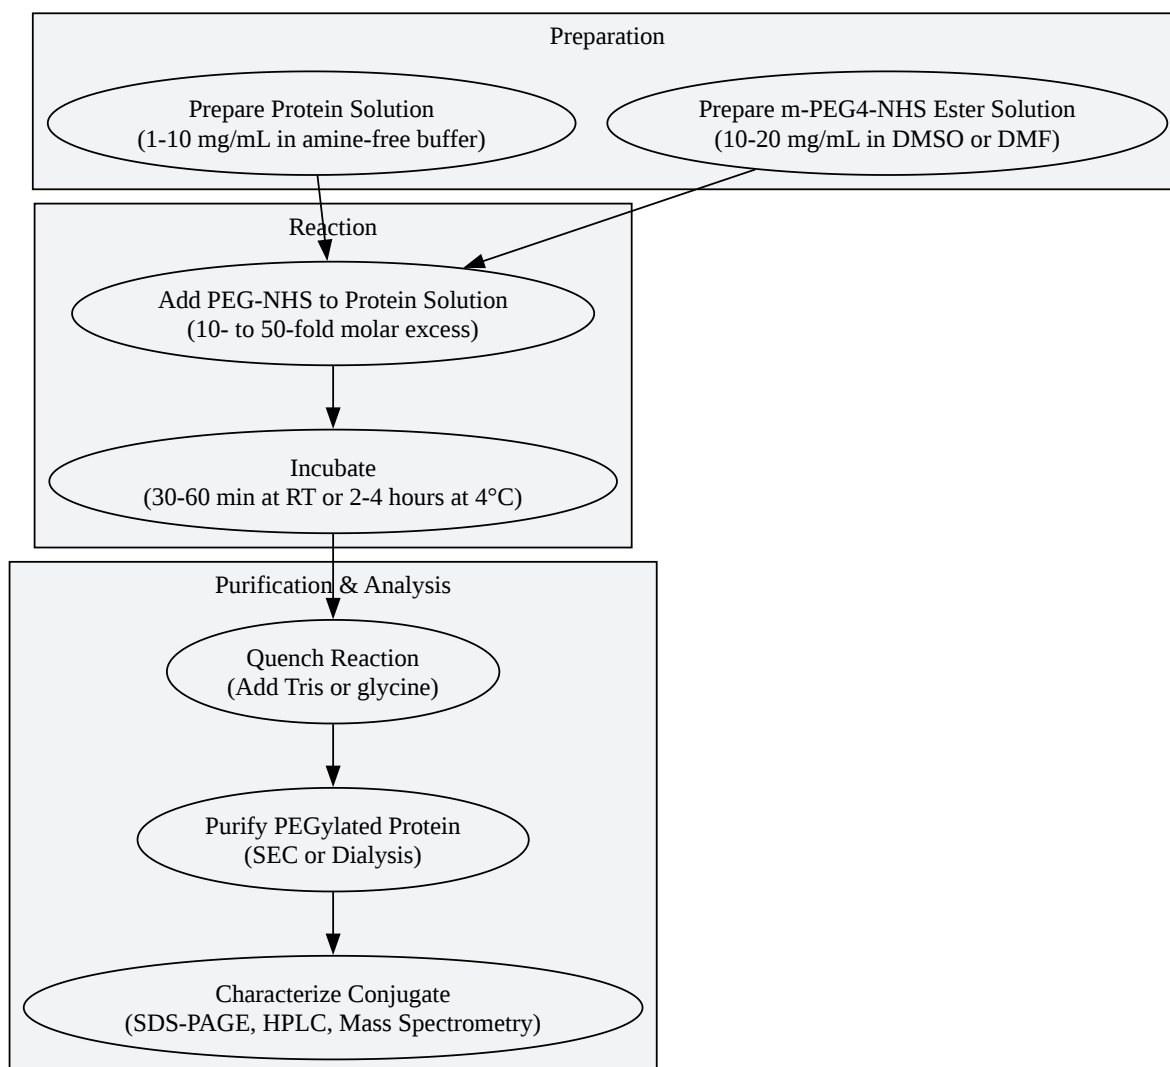 Preparation
Prepare Protein Solution
(1-10 mg/mL in amine-free buffer)
Prepare m-PEG4-NHS Ester Solution
(10-20 mg/mL in DMSO or DMF)
Reaction
Add PEG-NHS to Protein Solution
(10- to 50-fold molar excess)
Incubate
(30-60 min at RT or 2-4 hours at 4°C)
Purification & Analysis
Quench Reaction
(Add Tris or glycine)
Purify PEGylated Protein
(SEC or Dialysis)
Characterize Conjugate
(SDS-PAGE, HPLC, Mass Spectrometry)